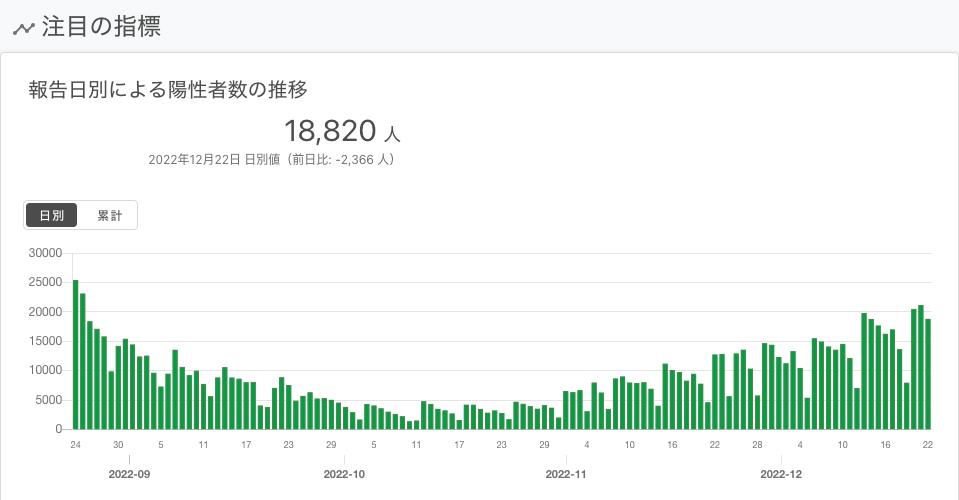 注目の指標
報告日別による陽性者数の推移
18,820 人
2022年12月22日 日別値（前日比: -2,366 人）
日別 累計
30000
25000
20000
15000
10000
5000
0
24 30 5 11 17 23 29 5 11 17 23 29 4 10 16 22 28 4 10 16 22
2022-09 2022-10 2022-11 2022-12